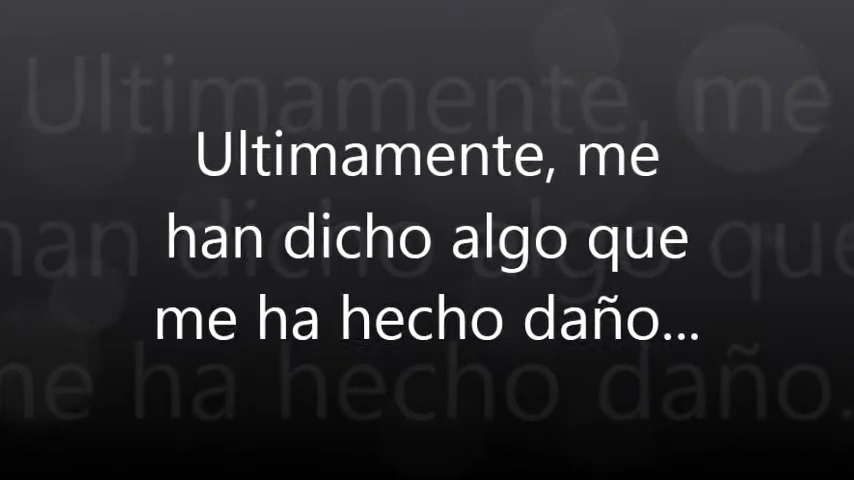 Ultimamente, me
han dicho algo que
me ha hecho daño...